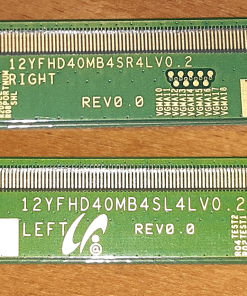 12YFHD40MB4SR4LV0.2
RIGHT
REV0.0
VGMA10
VGMA11
VGMA12
VGMA13
VGMA14
VGMA15
VGMA16
VGMA17
VGMA18
12YFHD40MB4SL4LV0.2
LEFT
REV0.0